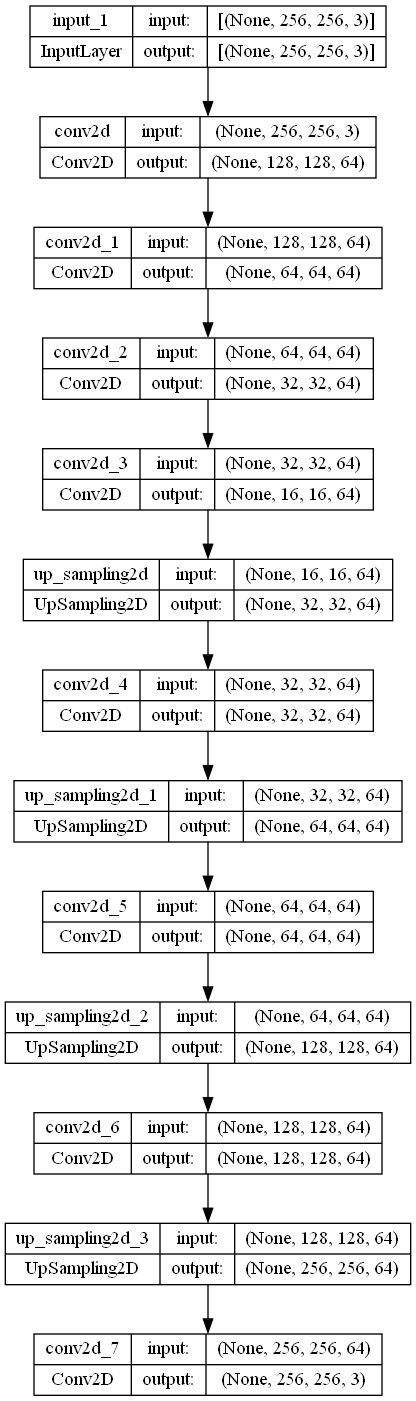 input_1 input: [(None, 256, 256, 3)]
InputLayer output: [(None, 256, 256, 3)]
conv2d input: (None, 256, 256, 3)
Conv2D output: (None, 128, 128, 64)
conv2d_1 input: (None, 128, 128, 64)
Conv2D output: (None, 64, 64, 64)
conv2d_2 input: (None, 64, 64, 64)
Conv2D output: (None, 32, 32, 64)
conv2d_3 input: (None, 32, 32, 64)
Conv2D output: (None, 16, 16, 64)
up_sampling2d input: (None, 16, 16, 64)
UpSampling2D output: (None, 32, 32, 64)
conv2d_4 input: (None, 32, 32, 64)
Conv2D output: (None, 32, 32, 64)
up_sampling2d_1 input: (None, 32, 32, 64)
UpSampling2D output: (None, 64, 64, 64)
conv2d_5 input: (None, 64, 64, 64)
Conv2D output: (None, 64, 64, 64)
up_sampling2d_2 input: (None, 64, 64, 64)
UpSampling2D output: (None, 128, 128, 64)
conv2d_6 input: (None, 128, 128, 64)
Conv2D output: (None, 128, 128, 64)
up_sampling2d_3 input: (None, 128, 128, 64)
UpSampling2D output: (None, 256, 256, 64)
conv2d_7 input: (None, 256, 256, 64)
Conv2D output: (None, 256, 256, 3)